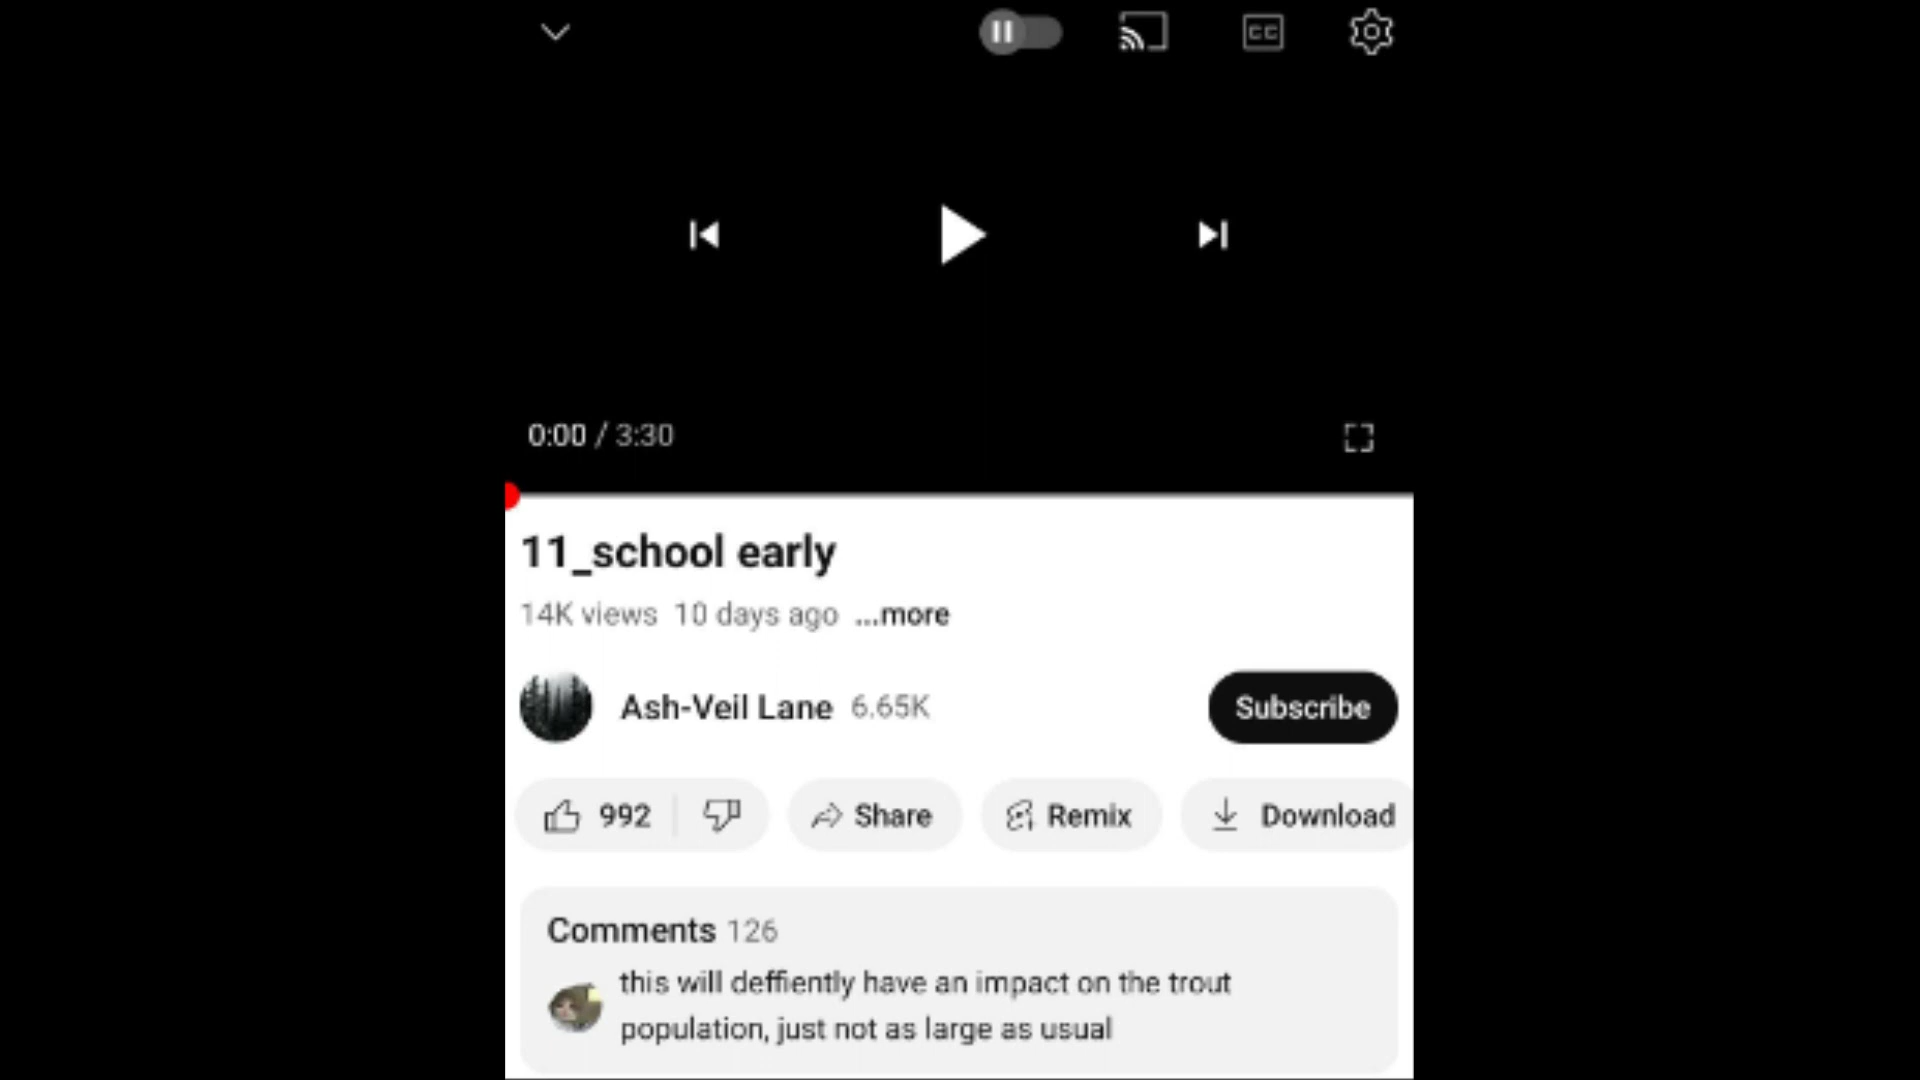 CC
0:00 / 3:30
11_school early
14K views 10 days ago ...more
Ash-Veil Lane 6.65K
Subscribe
992 Share Remix Download
Comments 126
this will deffiently have an impact on the trout
population, just not as large as usual